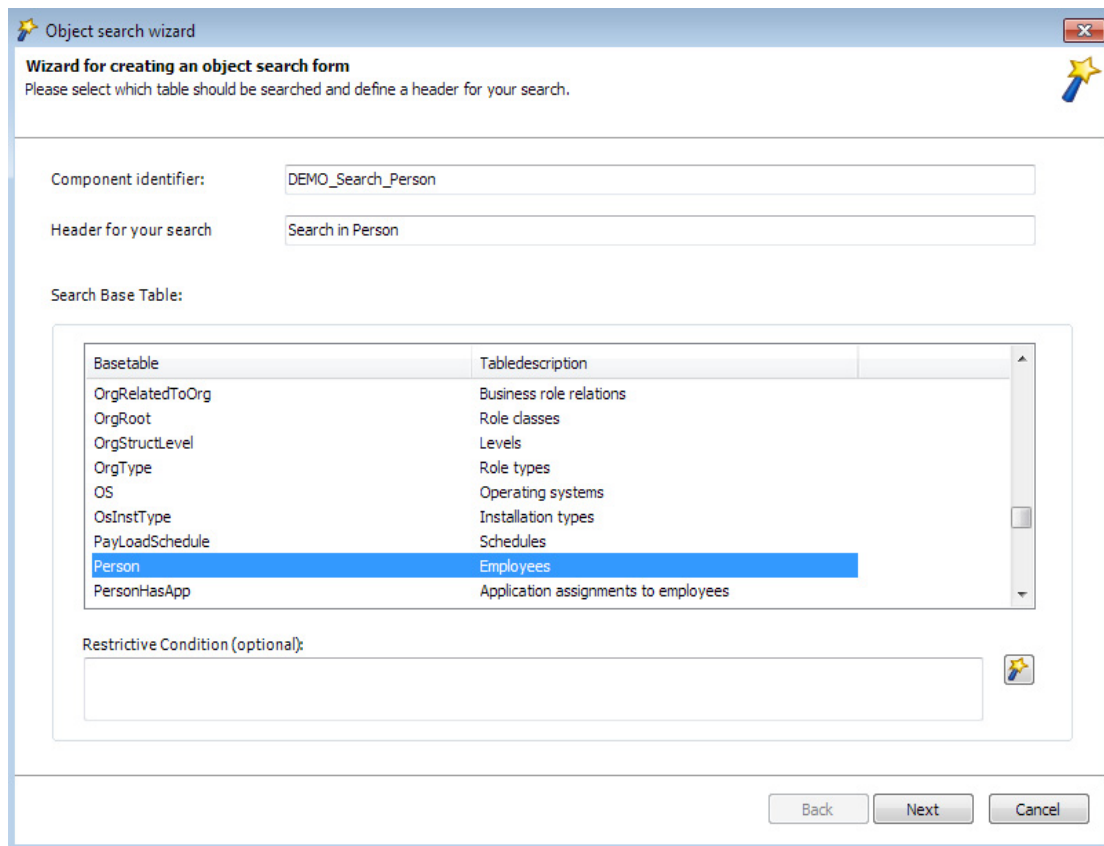 Object search wizard
Wizard for creating an object search form
Please select which table should be searched and define a header for your search.
Component identifier: DEMO_Search_Person
Header for your search Search in Person
Search Base Table:
Basetable Tabledescription
OrgRelatedToOrg Business role relations
OrgRoot Role classes
OrgStructLevel Levels
OrgType Role types
OS Operating systems
OsInstType Installation types
PayLoadSchedule Schedules
Person Employees
PersonHasApp Application assignments to employees
Restrictive Condition (optional):
Back Next Cancel